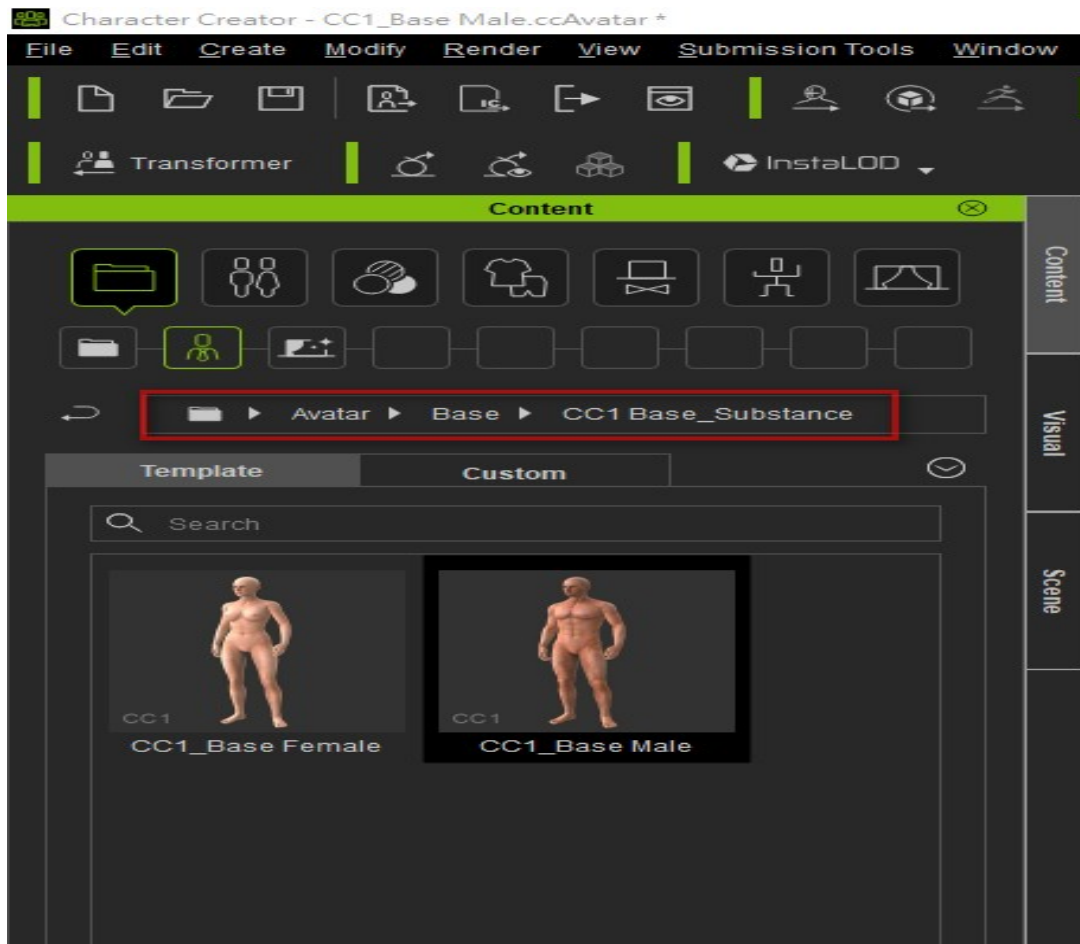 Character Creator - CC1_Base Male.ccAvatar *
File Edit Create Modify Render View Submission Tools Window
IC
Transformer InstaLOD
Content
Content
Avatar Base CC1 Base_Substance
Visual
Template Custom
Search
Scene
CC1 CC1
CC1_Base Female CC1_Base Male